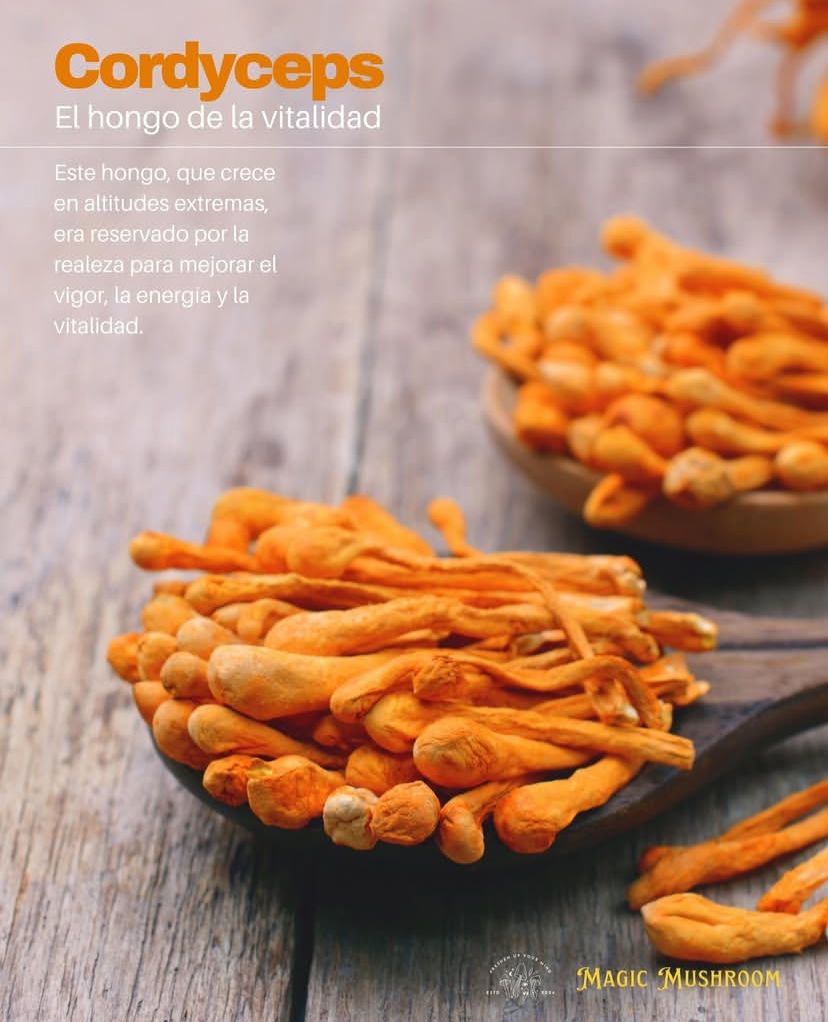 Cordyceps
El hongo de la vitalidad
Este hongo, que crece
en altitudes extremas,
era reservado por la
realeza para mejorar el
vigor, la energía y la
vitalidad.
MAGIC MUSHROOM